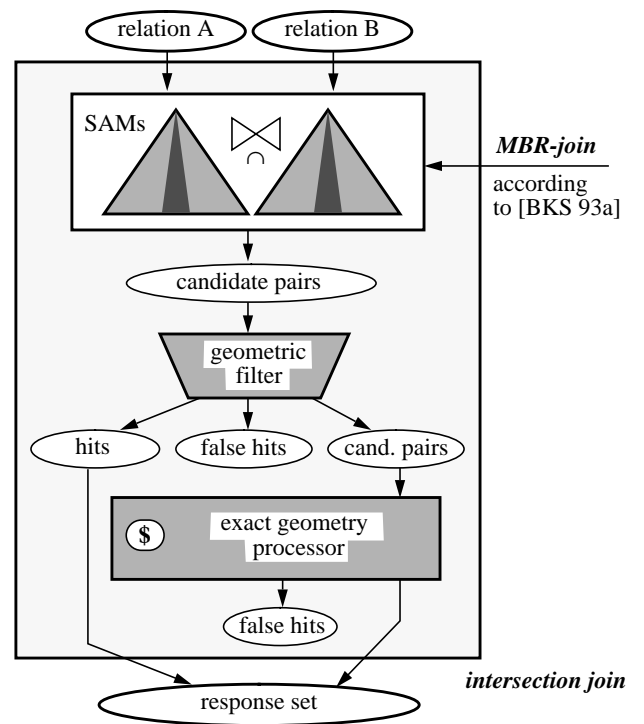 relation A
relation B
SAMs
MBR-join
according
to [BKS 93a]
candidate pairs
geometric
filter
hits
false hits
cand. pairs
$
exact geometry
processor
false hits
intersection join
response set